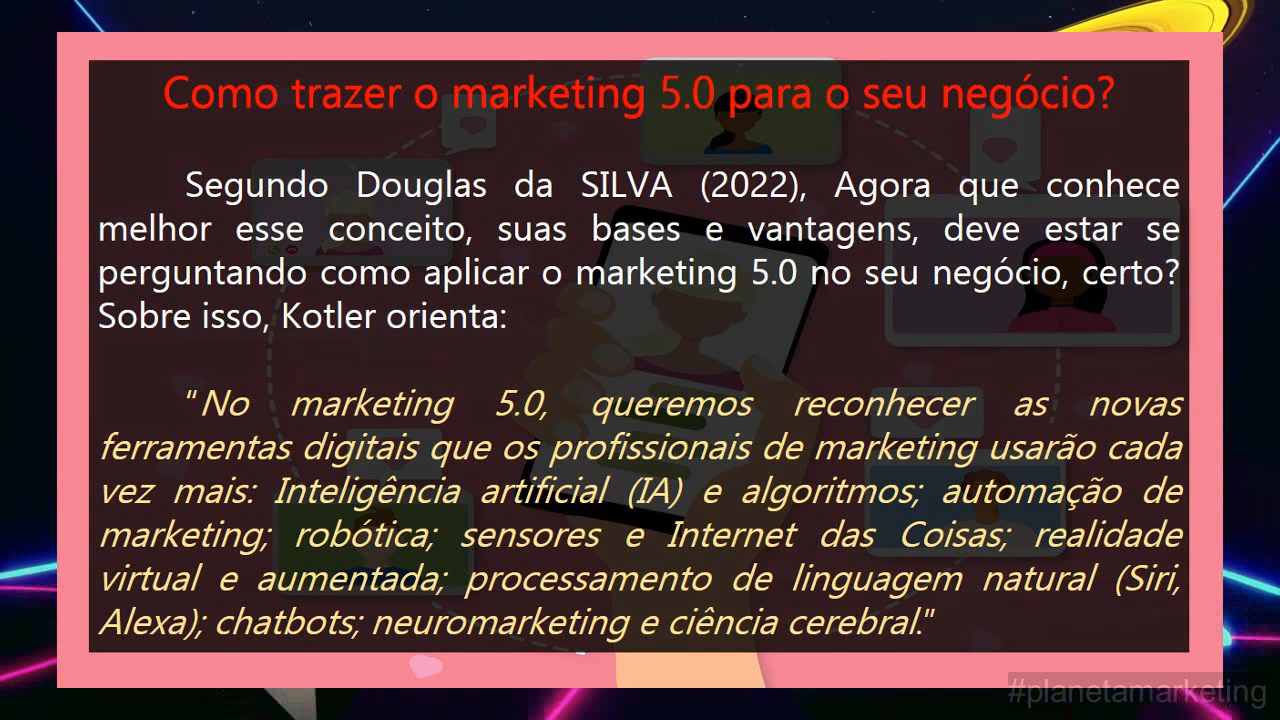 Como trazer o marketing 5.0 para o seu negócio?
Segundo Douglas da SILVA (2022), Agora que conhece
melhor esse conceito, suas bases e vantagens, deve estar se
perguntando como aplicar o marketing 5.0 no seu negócio, certo?
Sobre isso, Kotler orienta:
"No marketing 5.0, queremos reconhecer as novas
ferramentas digitais que os profissionais de marketing usarão cada
vez mais: Inteligência artificial (IA) e algoritmos; automação de
marketing; robótica; sensores e Internet das Coisas; realidade
virtual e aumentada; processamento de linguagem natural (Siri,
Alexa); chatbots; neuromarketing e ciência cerebral."
#planetamarketing